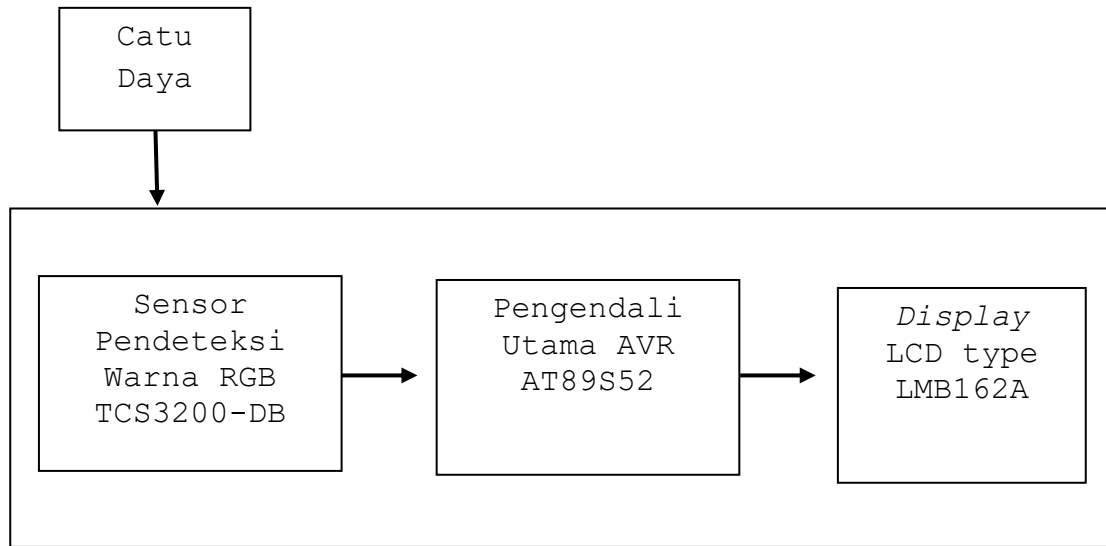 Catu
Daya
Sensor
Pendeteksi
Warna RGB
TCS3200-DB
Pengendali
Utama AVR
AT89S52
Display
LCD type
LMB162A